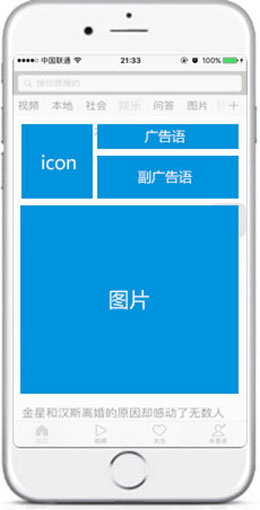 中国联通 21:33 100%
搜你想搜的
视频 本地 社会 娱乐 问答 图片
icon
广告语
副广告语
图片
金星和汉斯离婚的原因却感动了无数人
首页 视频 关注 未登录